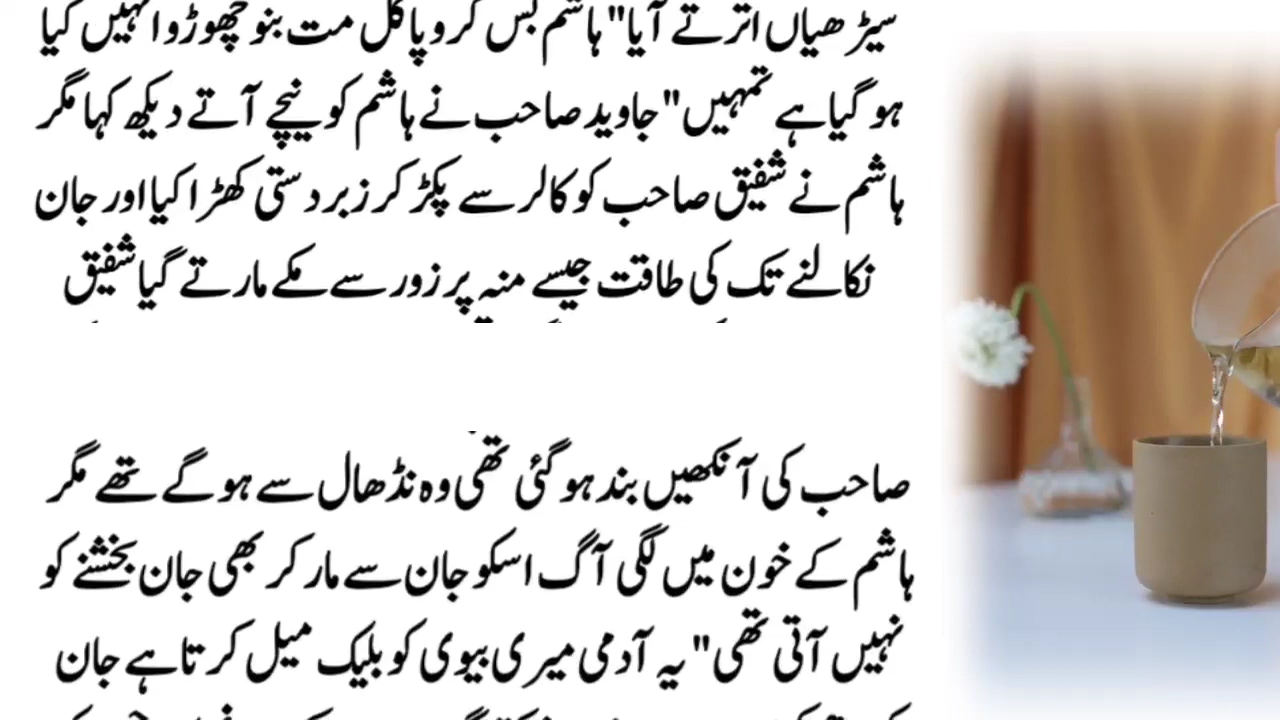 سیڑھیاں اترتے آیا" ہاشم بس کرو پاگل مت بنو چھوڑو انہیں کیا
ہو گیا ہے تمہیں" جاوید صاحب نے ہاشم کو نیچے آتے دیکھ کہا مگر
ہاشم نے شفیق صاحب کو کالر سے پکڑ کر زبردستی کھڑا کیا اور جان
نکالنے تک کی طاقت جیسے منہ پر زور سے مکے مارتے گیا شفیق
صاحب کی آنکھیں بند ہو گئی تھی وہ نڈھال سے ہو گے تھے مگر
ہاشم کے خون میں لگی آگ اسکو جان سے مار کر بھی جان بخشنے کو
نہیں آتی تھی" یہ آدمی میری بیوی کو بلیک میل کرتا ہے جان